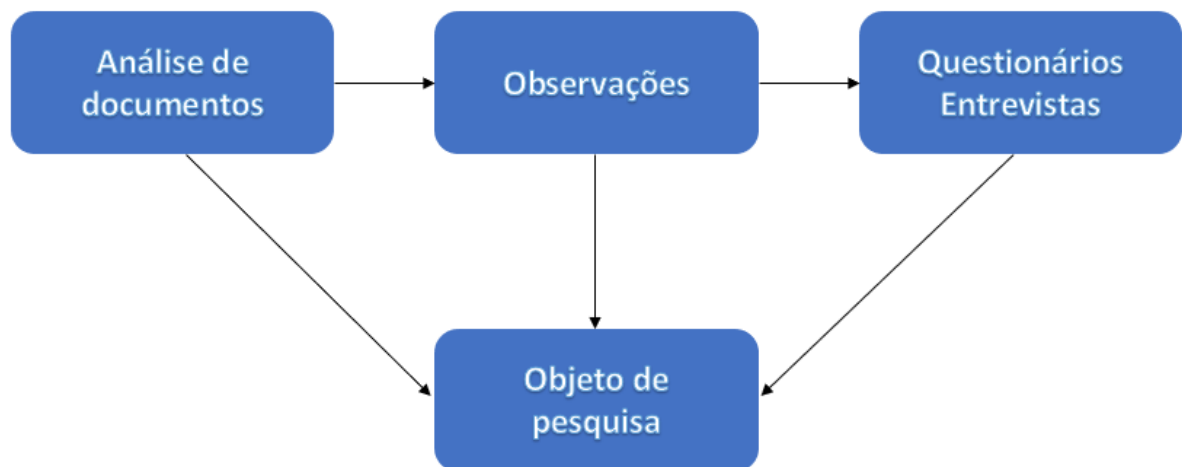 Análise de
documentos
Observações
Questionários
Entrevistas
Objeto de
pesquisa